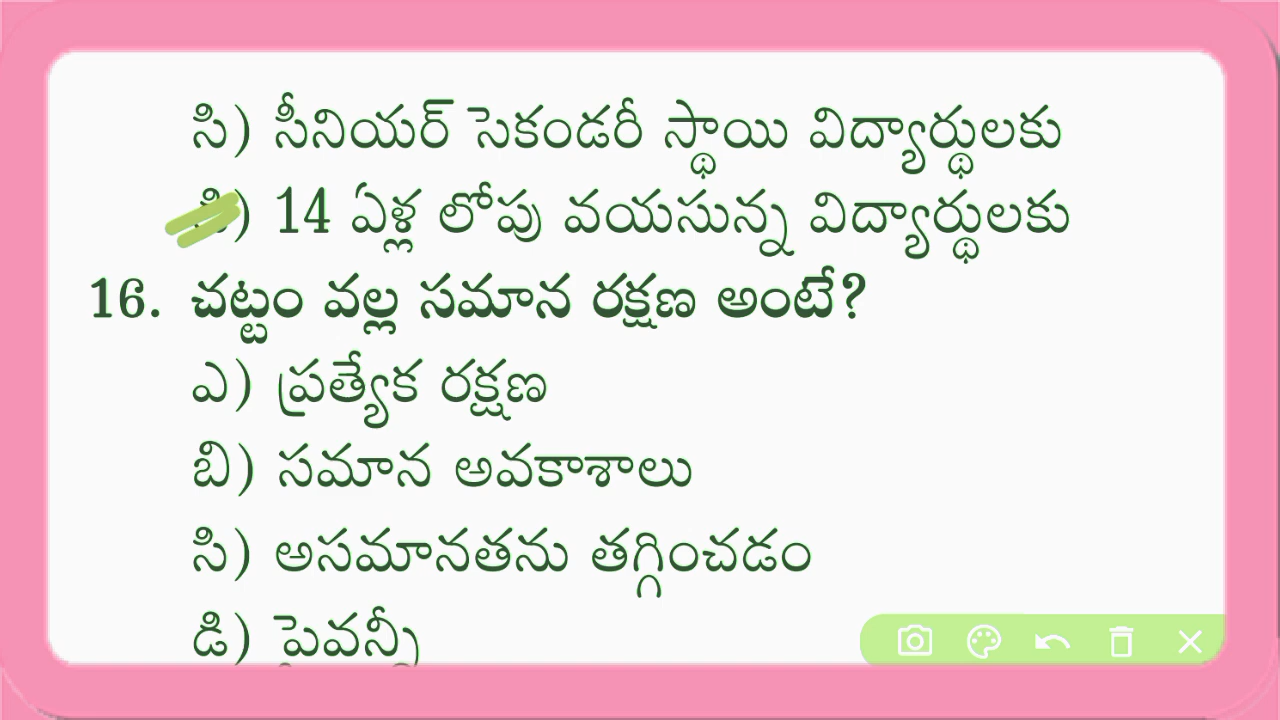 సి) సీనియర్ సెకండరీ స్థాయి విద్యార్థులకు
) 14 ఏళ్ల లోపు వయసున్న విద్యార్థులకు
16. చట్టం వల్ల సమాన రక్షణ అంటే?
ఎ) ప్రత్యేక రక్షణ
బి) సమాన అవకాశాలు
సి) అసమానతను తగ్గించడం
డి) పైవన్నీ